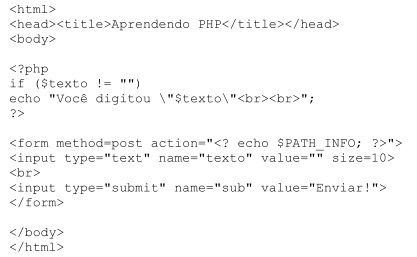 <html>
<head><title>Aprendendo PHP</title></head>
<body>
<?php
if ($texto != "")
echo "Você digitou \"$texto\"<br><br>";
?>
<form method=post action="<? echo $PATH_INFO; ?>">
<input type="text" name="texto" value="" size=10>
<br>
<input type="submit" name="sub" value="Enviar!">
</form>
</body>
</html>